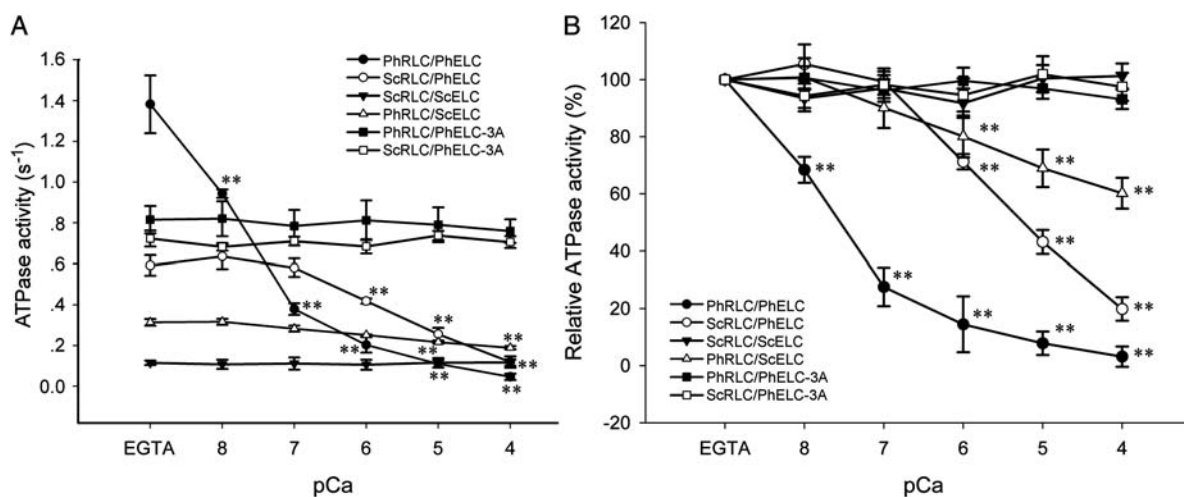 A
ATPase activity (s-1)
1.6
1.4
1.2
1.0
.8
.6
.4
.2
0.0
PhRLC/PhELC
ScRLC/PhELC
ScRLC/ScELC
PhRLC/ScELC
PhRLC/PhELC-3A
ScRLC/PhELC-3A
**
**
**
**
**
**
**
**
**
EGTA 8 7 6 5 4
pCa
B
Relative ATPase activity (%)
120
100
80
60
40
20
0
-20
**
**
**
**
**
**
**
**
**
**
**
PhRLC/PhELC
ScRLC/PhELC
ScRLC/ScELC
PhRLC/ScELC
PhRLC/PhELC-3A
ScRLC/PhELC-3A
EGTA 8 7 6 5 4
pCa